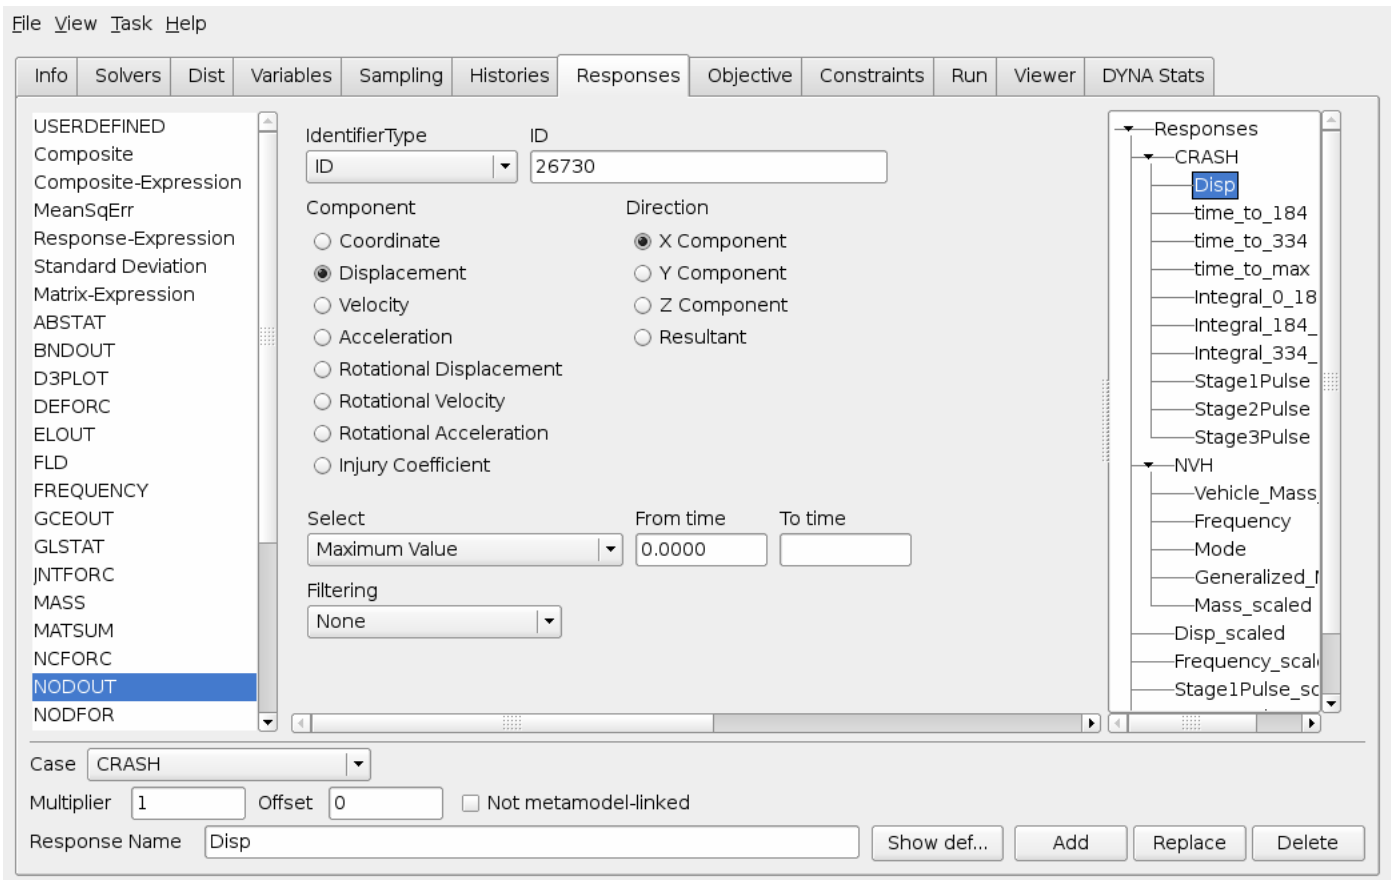 File View Task Help
Info Solvers Dist Variables Sampling Histories Responses Objective Constraints Run Viewer DYNA Stats
USERDEFINED
Composite
Composite-Expression
MeanSqErr
Response-Expression
Standard Deviation
Matrix-Expression
ABSTAT
BNDOUT
D3PLOT
DEFORC
ELOUT
FLD
FREQUENCY
GCEOUT
GLSTAT
JNTFORC
MASS
MATSUM
NCFORC
NODOUT
NODFOR
IdentifierType ID
ID 26730
Component Direction
Coordinate X Component
Displacement Y Component
Velocity Z Component
Acceleration Resultant
Rotational Displacement
Rotational Velocity
Rotational Acceleration
Injury Coefficient
Select From time To time
Maximum Value 0.0000
Filtering
None
Responses
CRASH
Disp
time_to_184
time_to_334
time_to_max
Integral_0_18
Integral_184_
Integral_334_
Stage1Pulse
Stage2Pulse
Stage3Pulse
NVH
Vehicle_Mass_
Frequency
Mode
Generalized_
Mass_scaled
Disp_scaled
Frequency_scal
Stage1Pulse_sc
Case CRASH
Multiplier 1 Offset 0 Not metamodel-linked
Response Name Disp Show def... Add Replace Delete